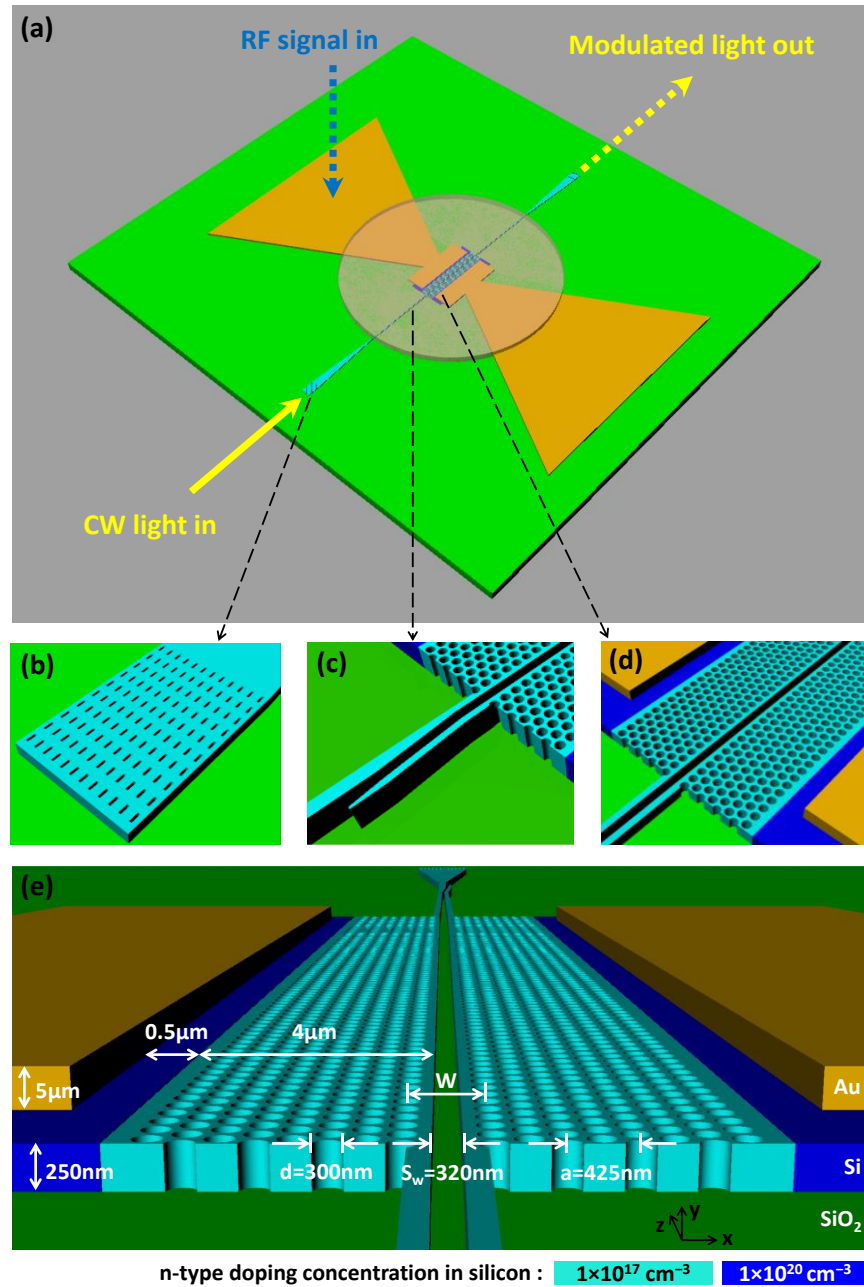 (a)
RF signal in
Modulated light out
CW light in
(b)
(c)
(d)
(e)
0.5μm
4μm
W
5μm
Au
250nm
d=300nm
S_w=320nm
a=425nm
Si
y
z
x
SiO₂
n-type doping concentration in silicon :
1×10¹⁷ cm⁻³
1×10²⁰ cm⁻³